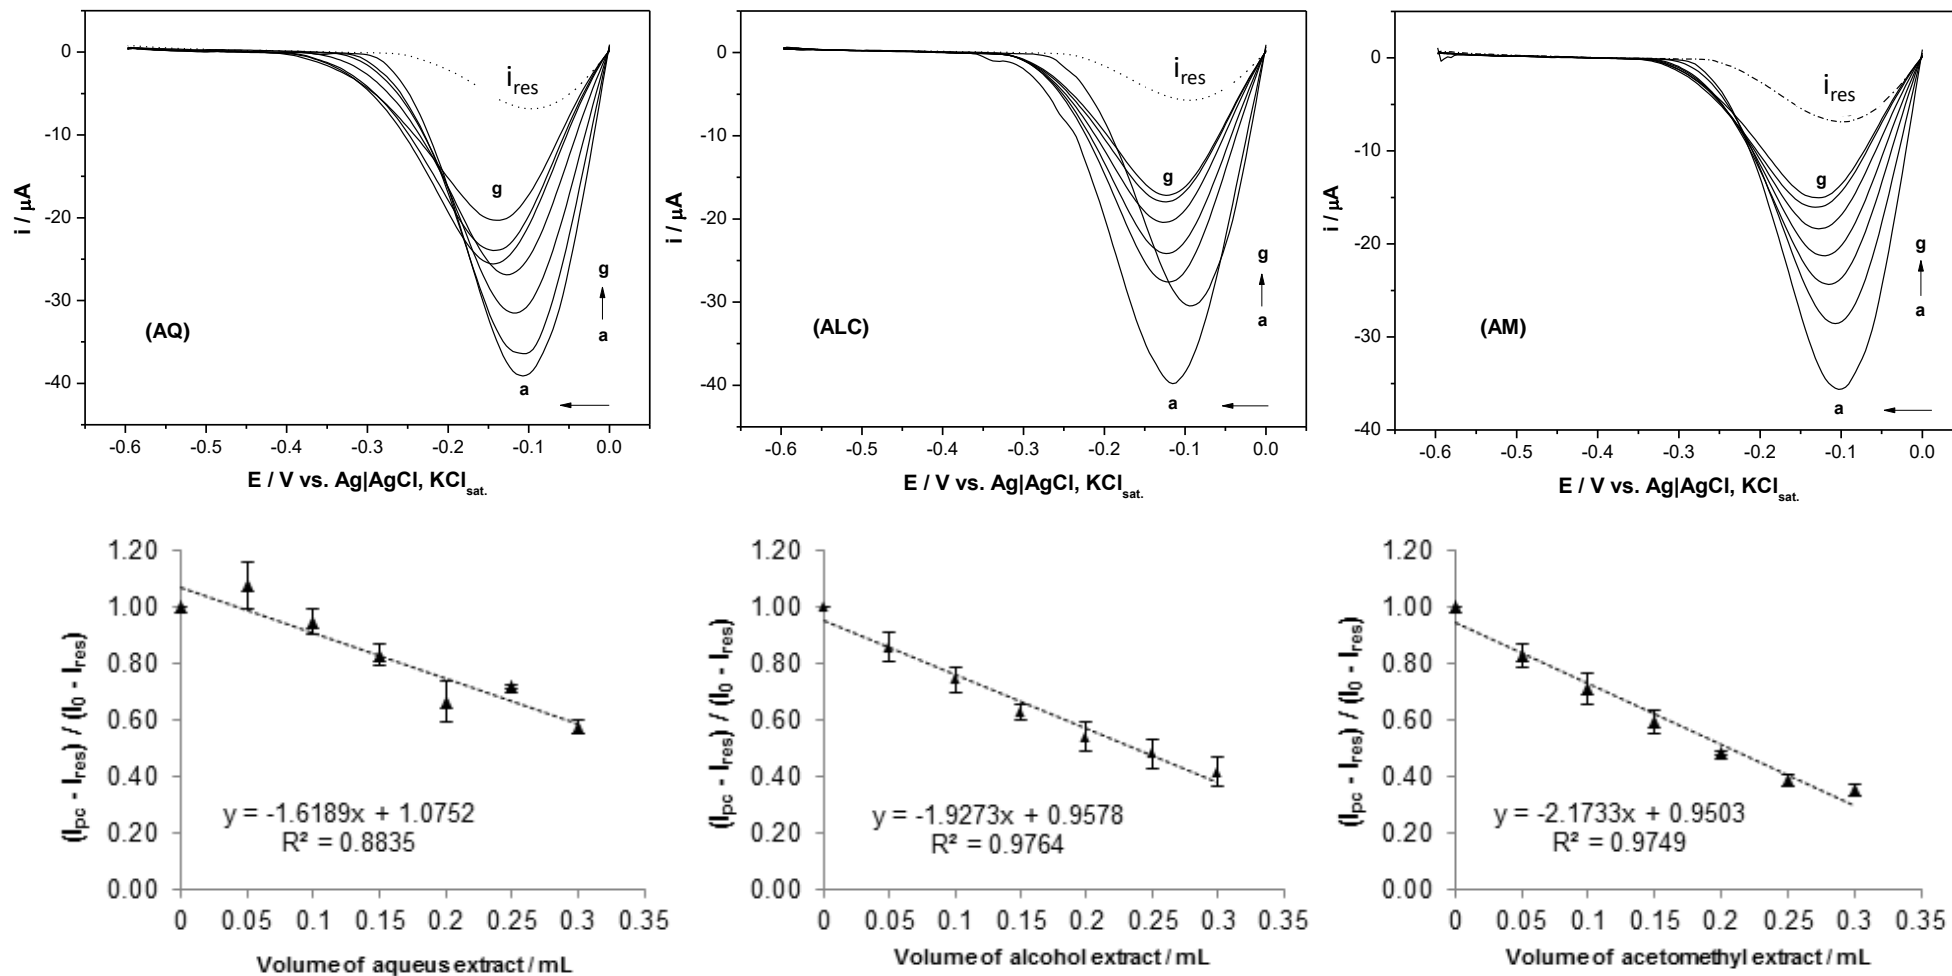 0
-10
-20
-30
-40
i / µA
i_res
g
a
g
a
(AQ)
-0.6 -0.5 -0.4 -0.3 -0.2 -0.1 0.0
E / V vs. Ag|AgCl, KCl_sat.
0
-10
-20
-30
-40
i / µA
i_res
g
a
g
a
(ALC)
-0.6 -0.5 -0.4 -0.3 -0.2 -0.1 0.0
E / V vs. Ag|AgCl, KCl_sat.
0
-10
-20
-30
-40
i / µA
i_res
g
a
g
a
(AM)
-0.6 -0.5 -0.4 -0.3 -0.2 -0.1 0.0
E / V vs. Ag|AgCl, KCl_sat.
1.20
1.00
0.80
0.60
0.40
0.20
0.00
(I_pc - I_res) / (I_0 - I_res)
y = -1.6189x + 1.0752
R² = 0.8835
0 0.05 0.1 0.15 0.2 0.25 0.3 0.35
Volume of aqueus extract / mL
1.20
1.00
0.80
0.60
0.40
0.20
0.00
(I_pc - I_res) / (I_0 - I_res)
y = -1.9273x + 0.9578
R² = 0.9764
0 0.05 0.1 0.15 0.2 0.25 0.3 0.35
Volume of alcohol extract / mL
1.20
1.00
0.80
0.60
0.40
0.20
0.00
(I_pc - I_res) / (I_0 - I_res)
y = -2.1733x + 0.9503
R² = 0.9749
0 0.05 0.1 0.15 0.2 0.25 0.3 0.35
Volume of acetomethyl extract / mL